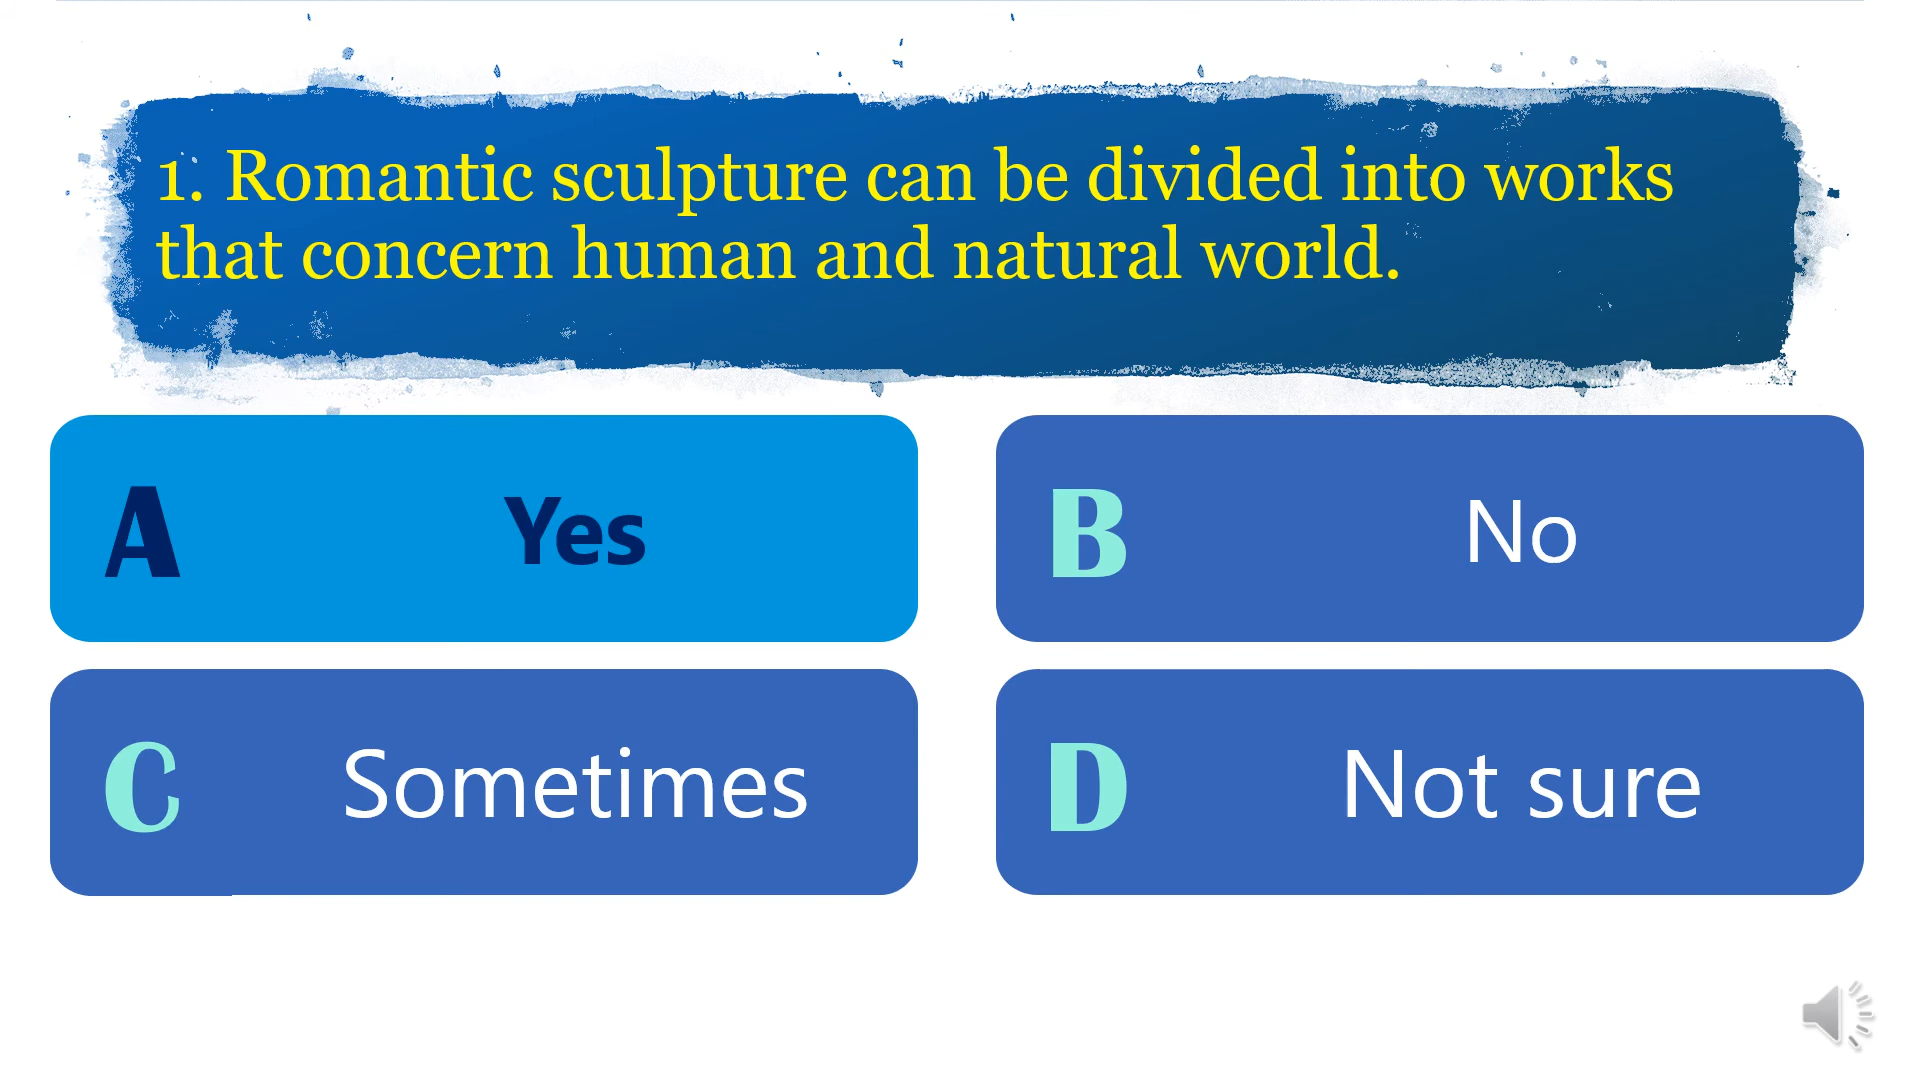 1. Romantic sculpture can be divided into works
that concern human and natural world.
A Yes
B No
C Sometimes
D Not sure